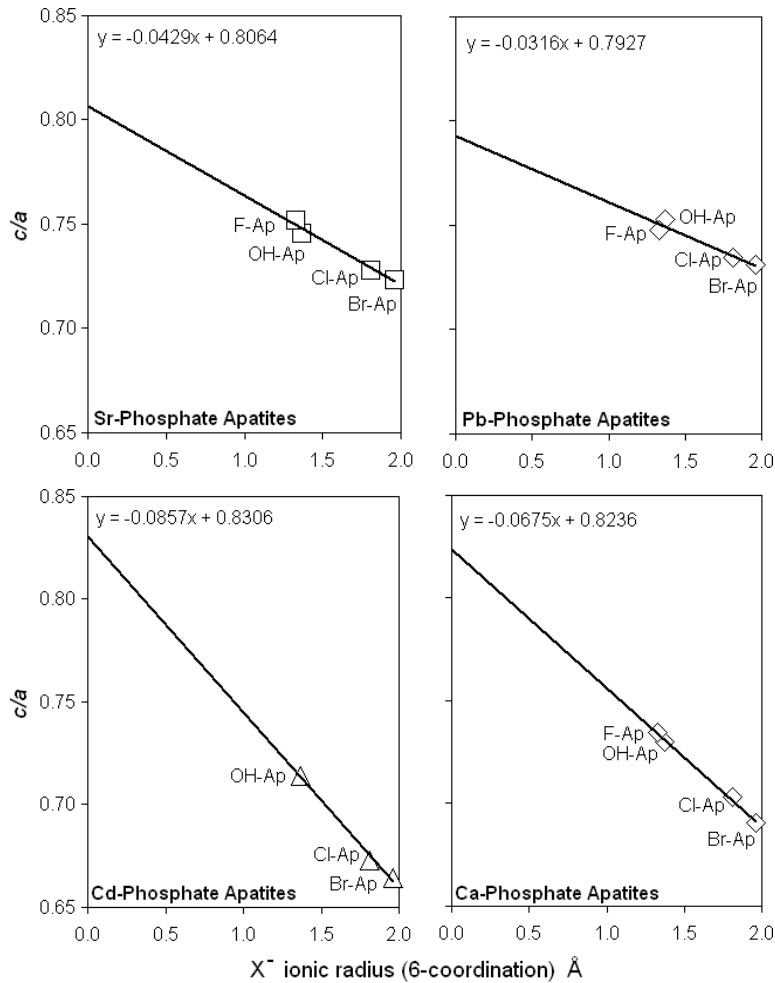 y = -0.0429x + 0.8064
0.85
0.80
0.75
0.70
0.65
c/a
F-Ap
OH-Ap
Cl-Ap
Br-Ap
Sr-Phosphate Apatites
0.0 0.5 1.0 1.5 2.0
y = -0.0316x + 0.7927
OH-Ap
F-Ap
Cl-Ap
Br-Ap
Pb-Phosphate Apatites
0.0 0.5 1.0 1.5 2.0
y = -0.0857x + 0.8306
0.85
0.80
0.75
0.70
0.65
c/a
OH-Ap
Cl-Ap
Br-Ap
Cd-Phosphate Apatites
0.0 0.5 1.0 1.5 2.0
y = -0.0675x + 0.8236
F-Ap
OH-Ap
Cl-Ap
Br-Ap
Ca-Phosphate Apatites
0.0 0.5 1.0 1.5 2.0
X⁻ ionic radius (6-coordination) Å